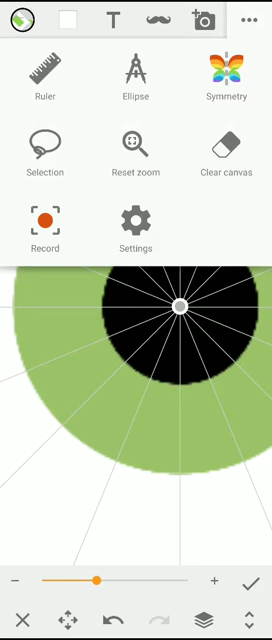 T
Ruler
Ellipse
Symmetry
Selection
Reset zoom
Clear canvas
Record
Settings